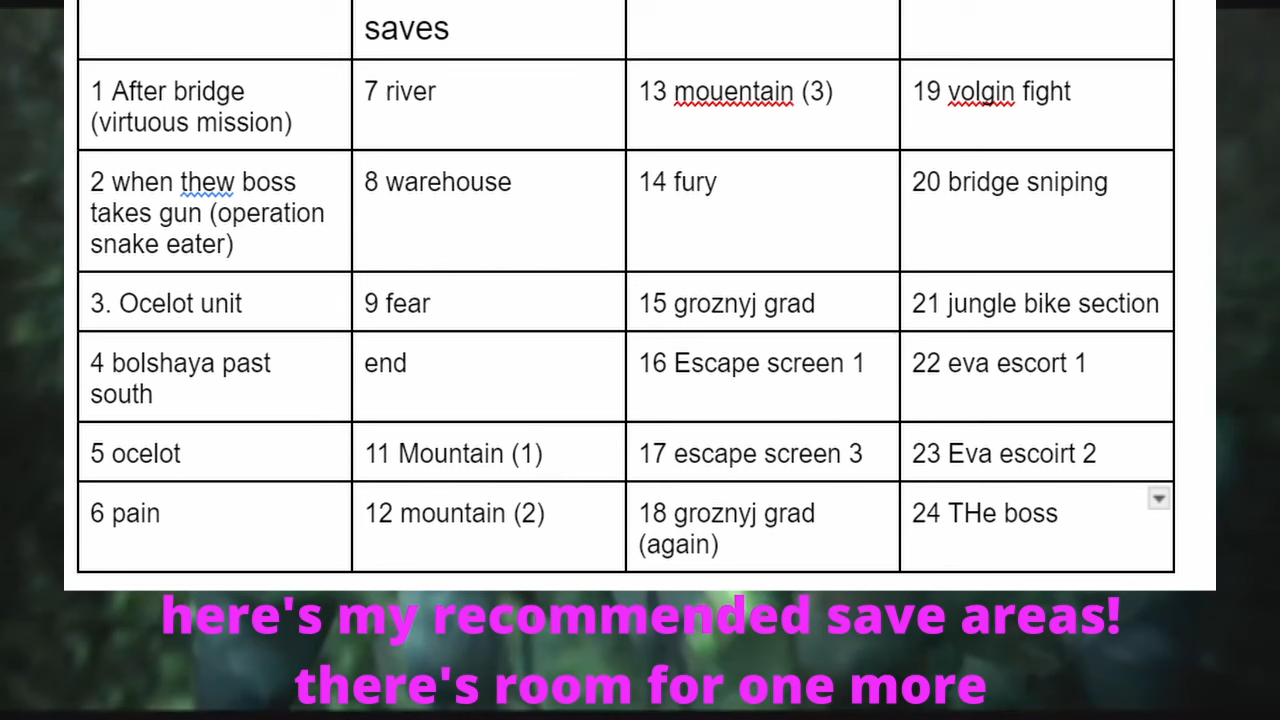 saves
1 After bridge
(virtuous mission)
7 river
13 mouentain (3)
19 volgin fight
2 when thew boss
takes gun (operation
snake eater)
8 warehouse
14 fury
20 bridge sniping
3. Ocelot unit
9 fear
15 groznyj grad
21 jungle bike section
4 bolshaya past
south
end
16 Escape screen 1
22 eva escort 1
5 ocelot
11 Mountain (1)
17 escape screen 3
23 Eva escoirt 2
6 pain
12 mountain (2)
18 groznyj grad
(again)
24 THe boss
here's my recommended save areas!
there's room for one more